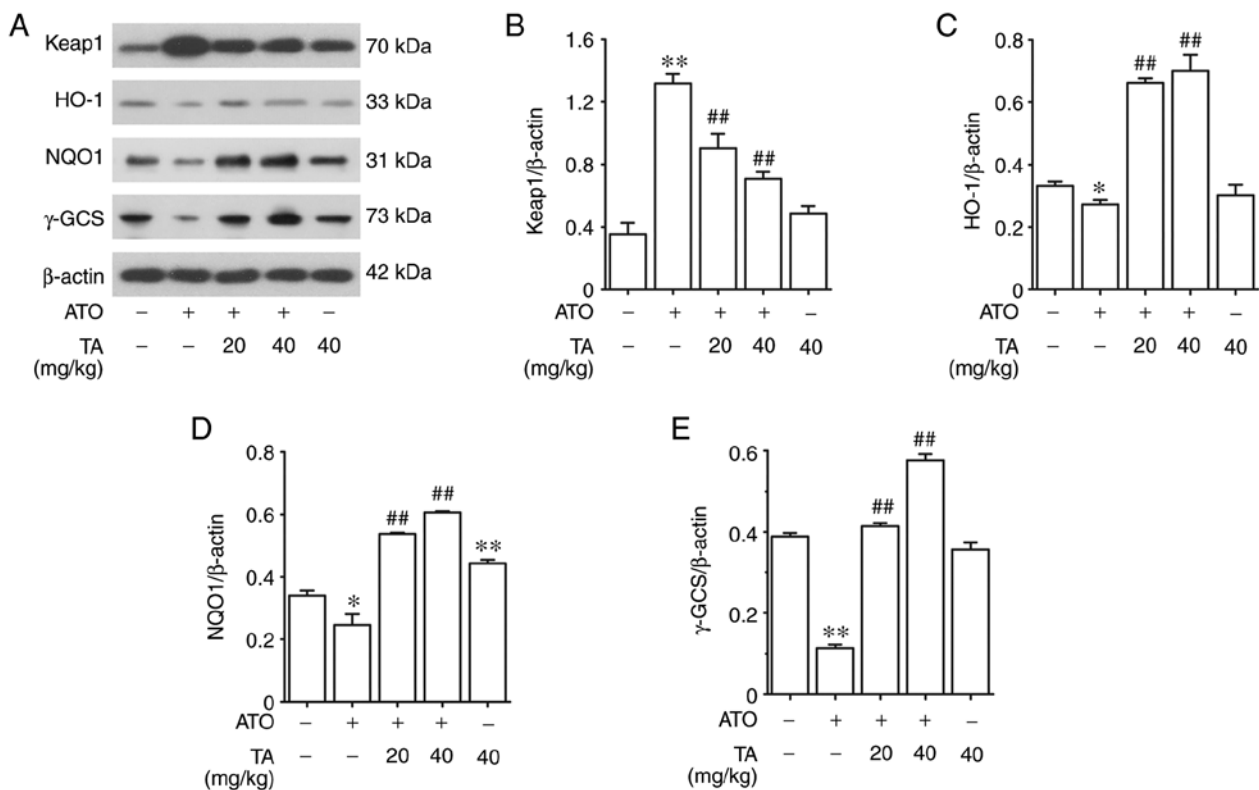 A
Keap1
70 kDa
HO-1
33 kDa
NQO1
31 kDa
γ-GCS
73 kDa
β-actin
42 kDa
ATO – + + + –
TA – – 20 40 40
(mg/kg)
B
Keap1/β-actin
1.6
1.2
0.8
0.4
0
**
##
##
ATO – + + + –
TA – – 20 40 40
(mg/kg)
C
HO-1/β-actin
0.8
0.6
0.4
0.2
0
*
##
##
ATO – + + + –
TA – – 20 40 40
(mg/kg)
D
NQO1/β-actin
0.8
0.6
0.4
0.2
0
*
##
##
**
ATO – + + + –
TA – – 20 40 40
(mg/kg)
E
γ-GCS/β-actin
0.6
0.4
0.2
0
**
##
##
ATO – + + + –
TA – – 20 40 40
(mg/kg)